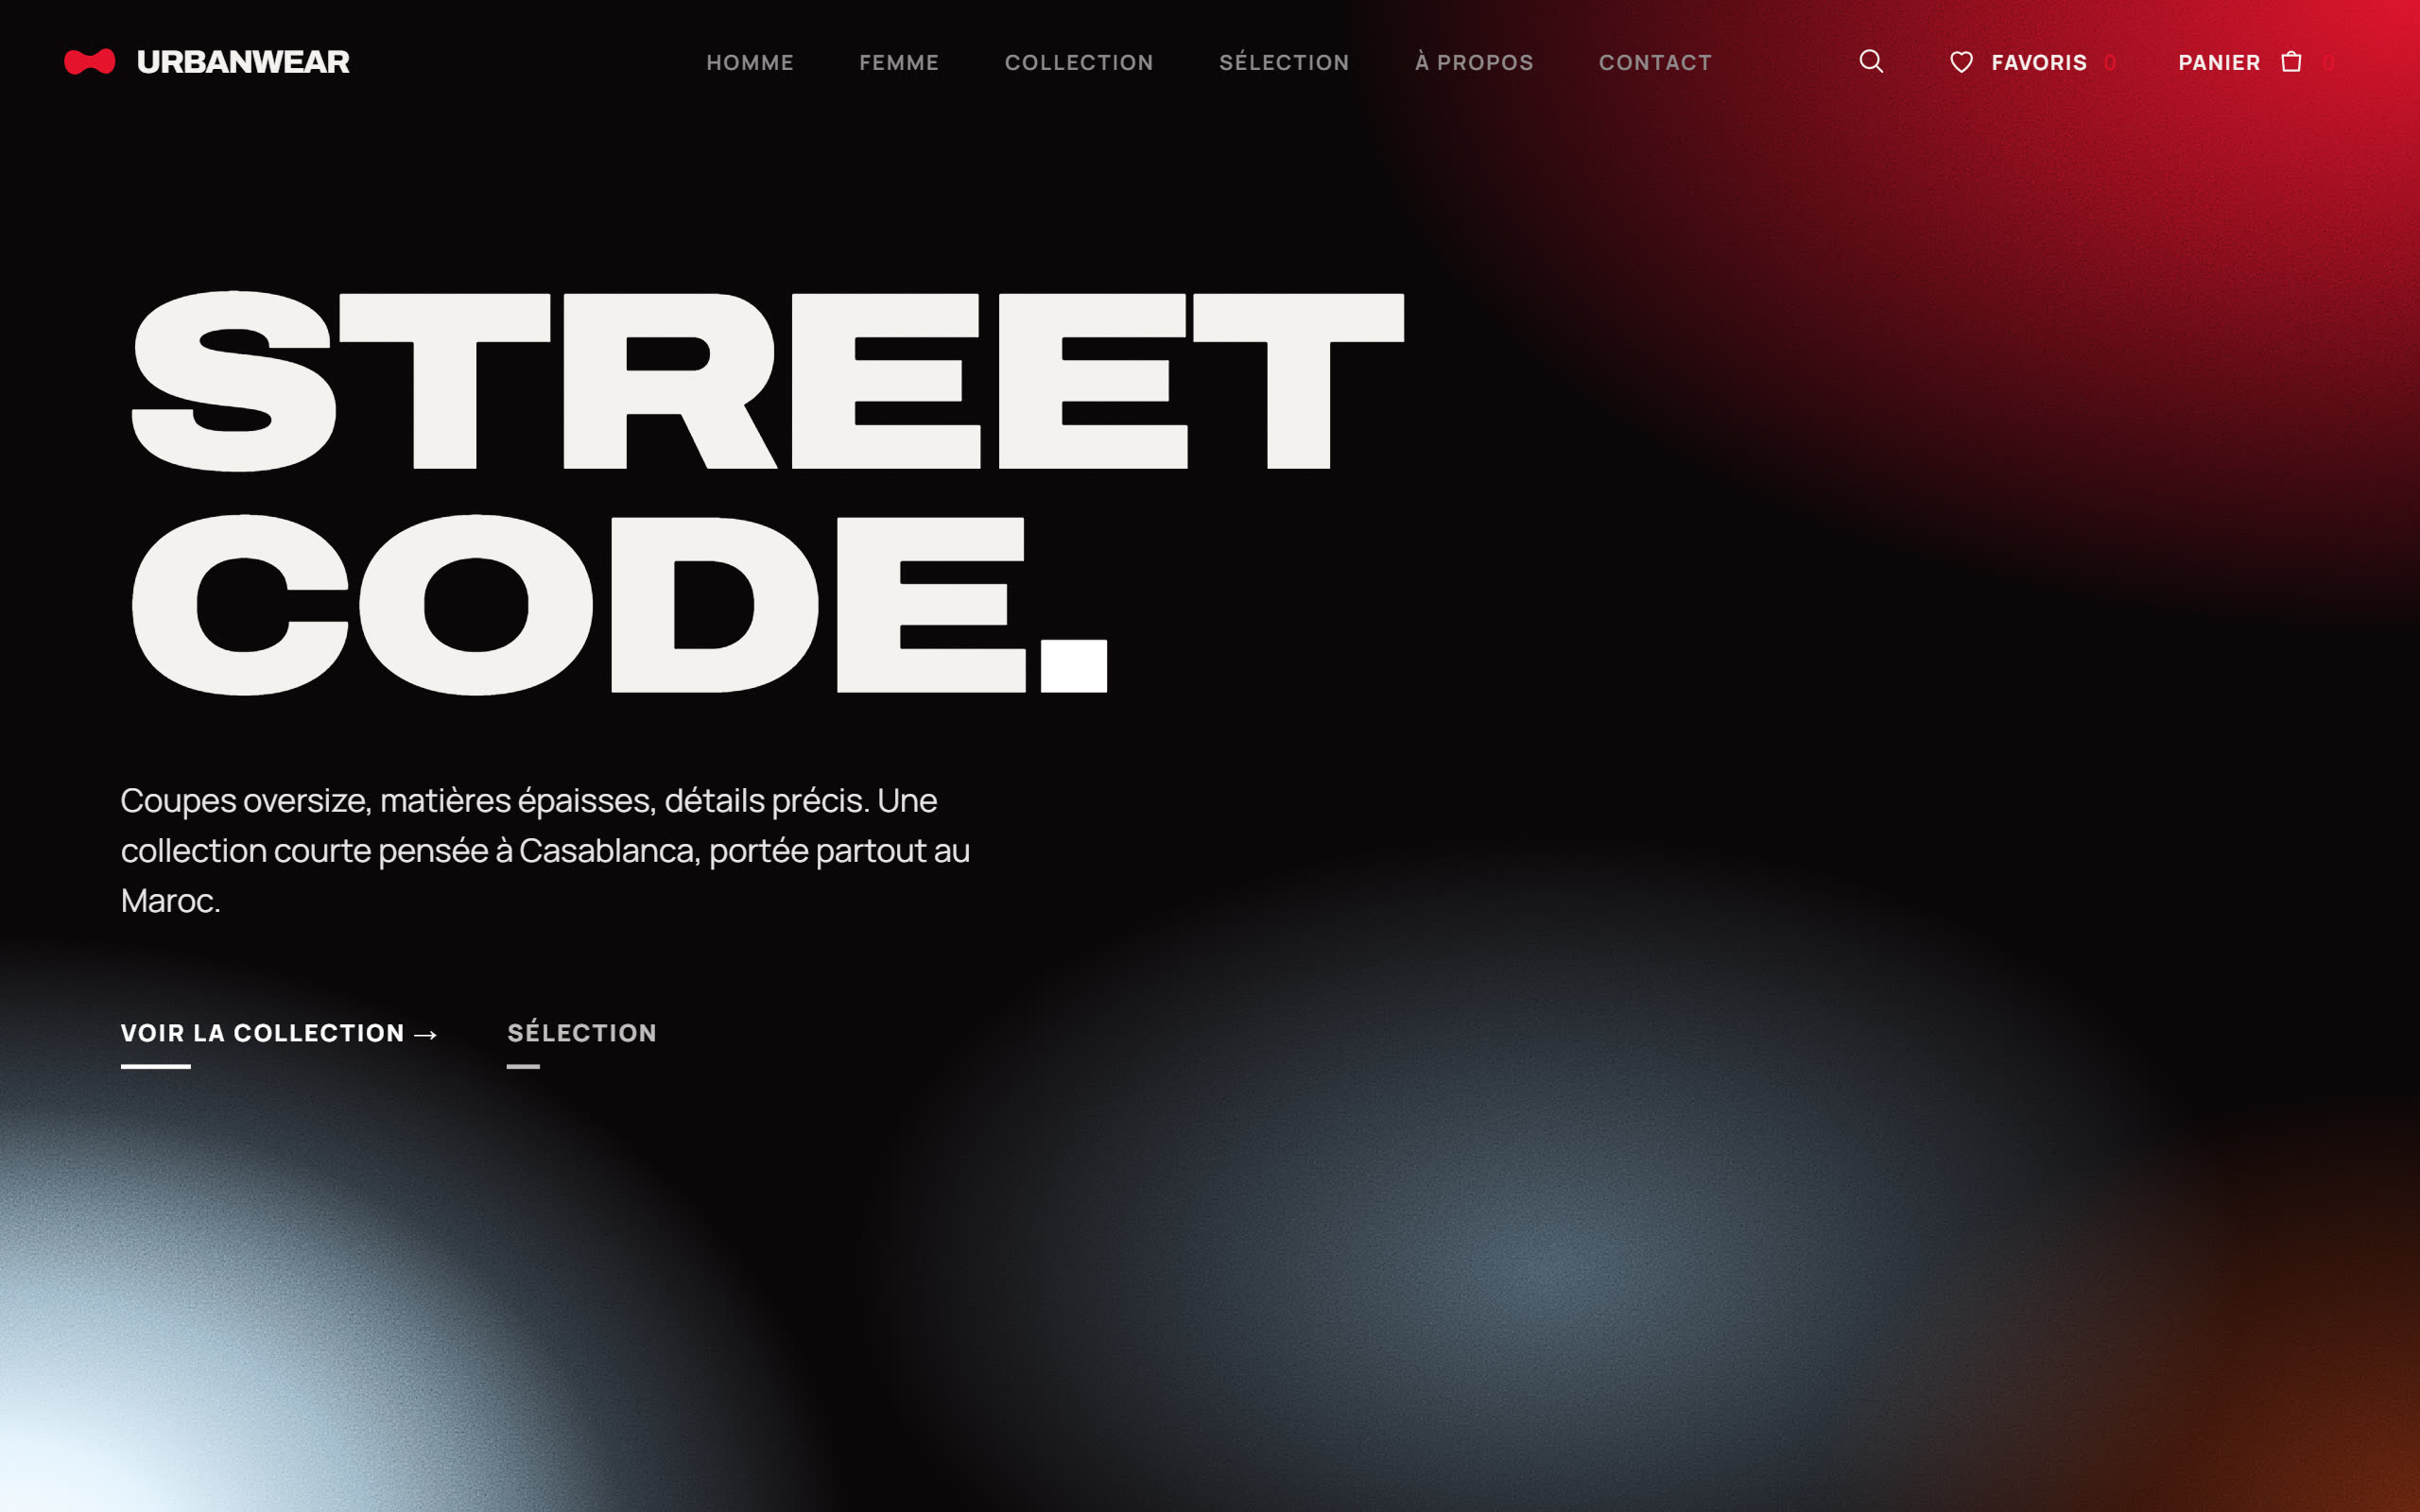 URBANWEAR
HOMME FEMME COLLECTION SÉLECTION À PROPOS CONTACT
FAVORIS 0 PANIER 0
STREET
CODE.
Coupes oversize, matières épaisses, détails précis. Une
collection courte pensée à Casablanca, portée partout au
Maroc.
VOIR LA COLLECTION → SÉLECTION